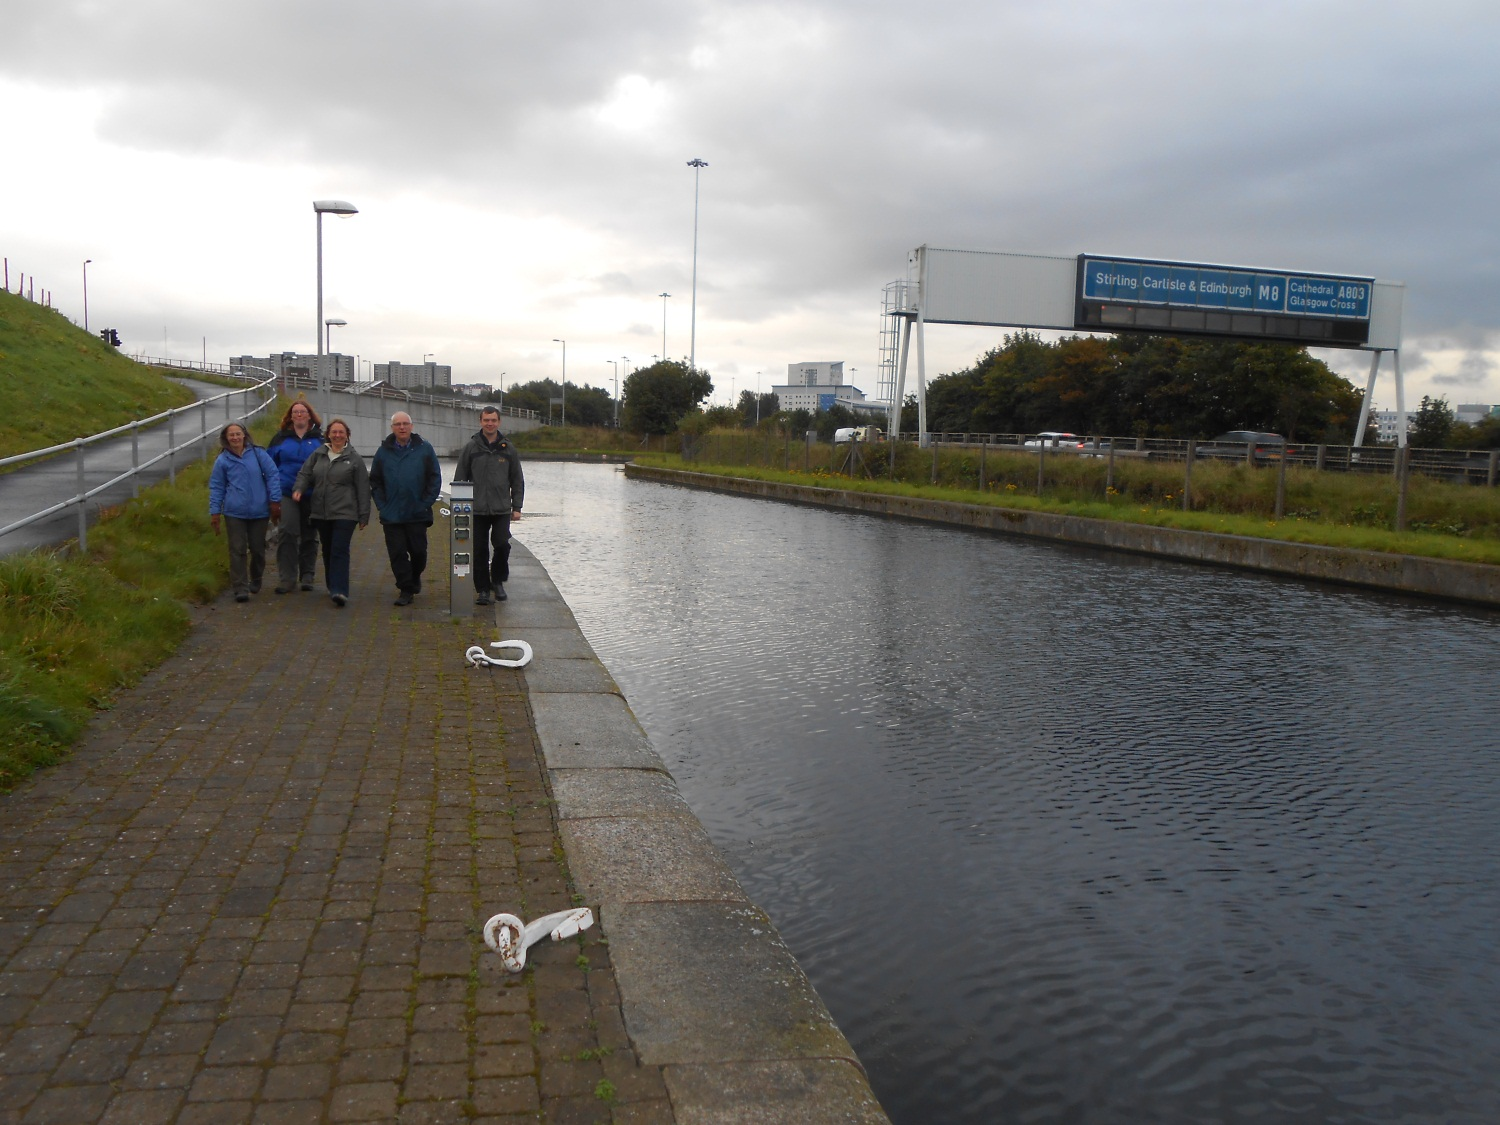 Stirling, Carlisle & Edinburgh M8
Cathedral A803
Glasgow Cross